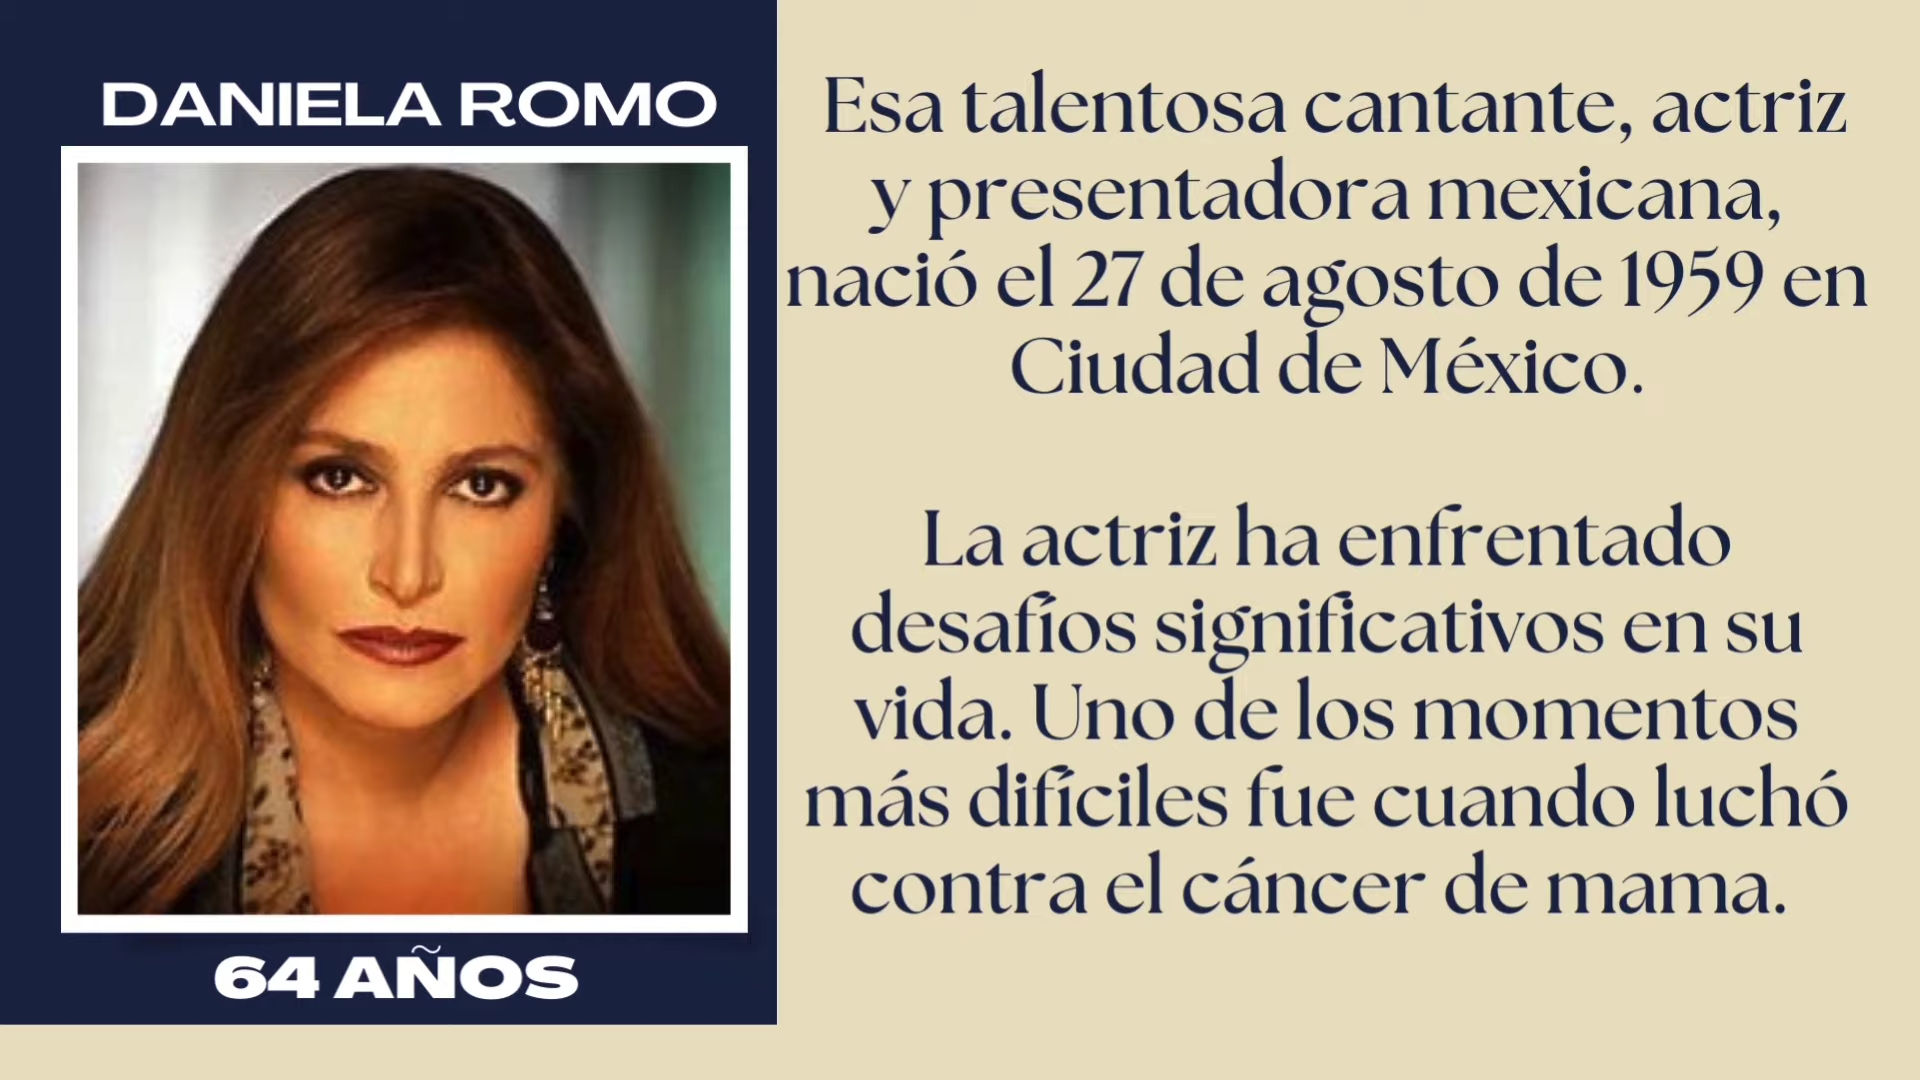 DANIELA ROMO
64 AÑOS
Esa talentosa cantante, actriz
y presentadora mexicana,
nació el 27 de agosto de 1959 en
Ciudad de México.
La actriz ha enfrentado
desafíos significativos en su
vida. Uno de los momentos
más difíciles fue cuando luchó
contra el cáncer de mama.